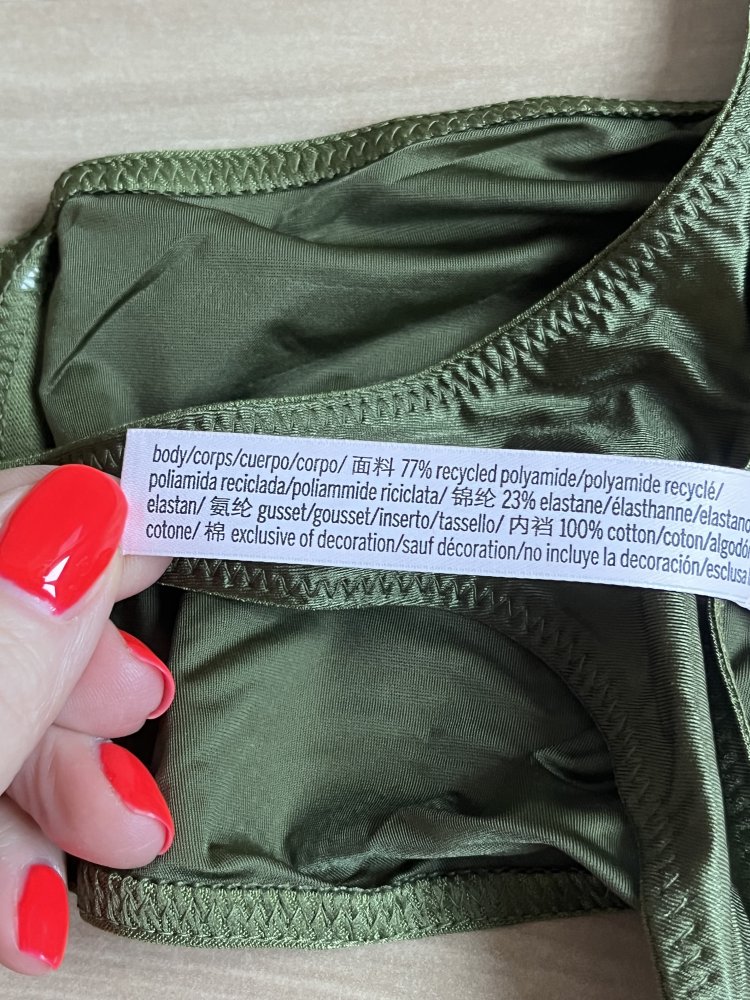 body/corps/cuerpo/corpo/ 面料 77% recycled polyamide/polyamide recyclé/
poliamida reciclada/poliammide riciclata/ 锦纶 23% elastane/élasthanne/elastano
elastan/ 氨纶 gusset/gousset/inserto/tassello/ 内裆 100% cotton/coton/algodón
cotone/ 棉 exclusive of decoration/sauf décoration/no incluye la decoración/esclusa